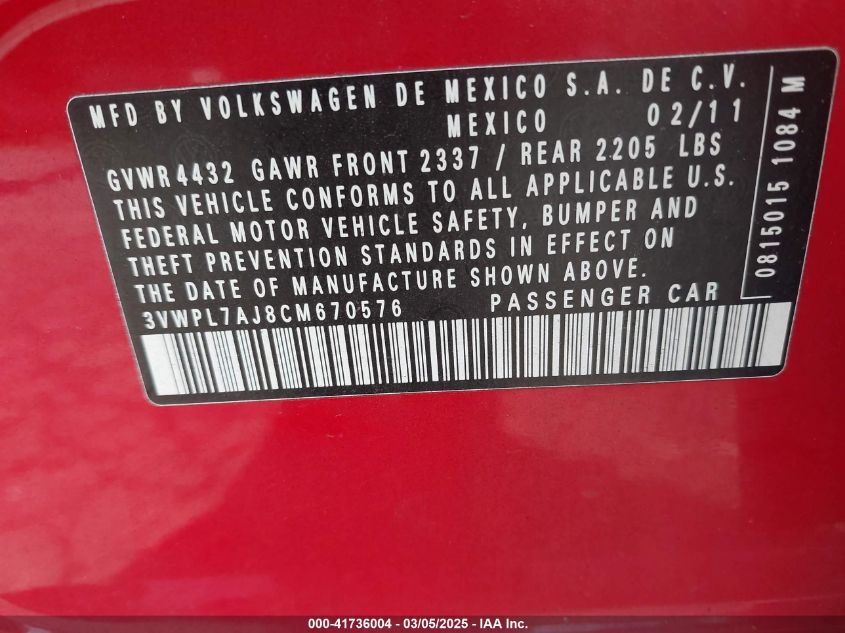 MFD BY VOLKSWAGEN DE MEXICO S.A. DE C.V.
MEXICO 02/11
GVWR 4432 GAWR FRONT 2337 / REAR 2205 LBS
THIS VEHICLE CONFORMS TO ALL APPLICABLE U.S.
FEDERAL MOTOR VEHICLE SAFETY, BUMPER AND
THEFT PREVENTION STANDARDS IN EFFECT ON
THE DATE OF MANUFACTURE SHOWN ABOVE.
3VWPL7AJ8CM670576 PASSENGER CAR
0815015 1084 M
000-41736004 - 03/05/2025 - IAA Inc.